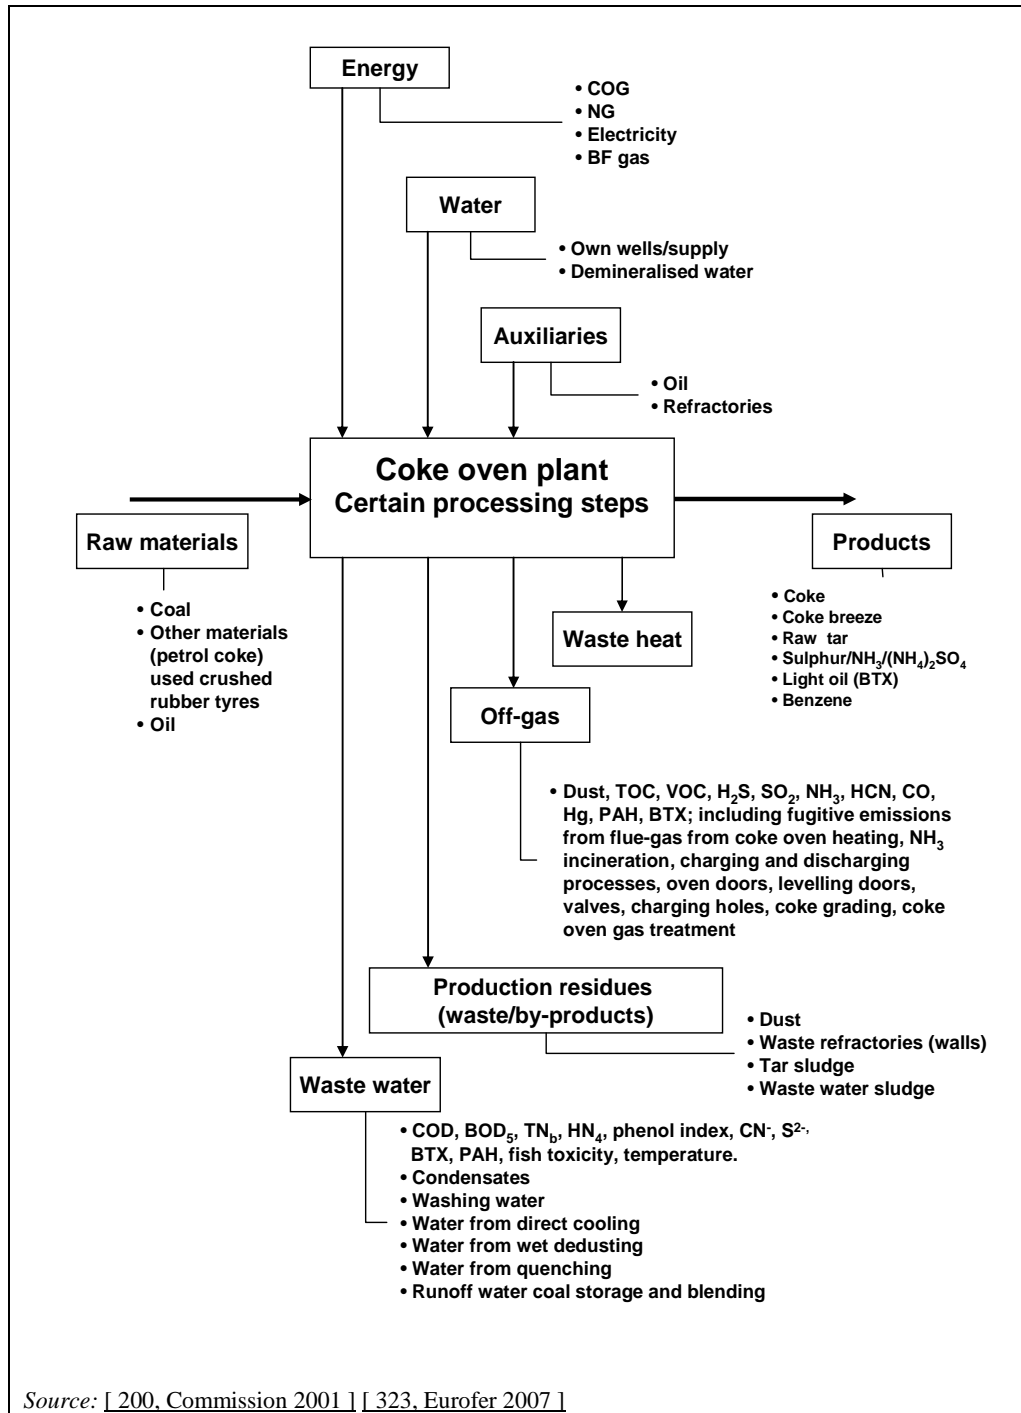 Energy
• COG
• NG
• Electricity
• BF gas
Water
• Own wells/supply
• Demineralised water
Auxiliaries
• Oil
• Refractories
Coke oven plant
Certain processing steps
Raw materials
• Coal
• Other materials
(petrol coke)
used crushed
rubber tyres
• Oil
Products
• Coke
• Coke breeze
• Raw tar
• Sulphur/NH₃/(NH₄)₂SO₄
• Light oil (BTX)
• Benzene
Waste heat
Off-gas
• Dust, TOC, VOC, H₂S, SO₂, NH₃, HCN, CO,
Hg, PAH, BTX; including fugitive emissions
from flue-gas from coke oven heating, NH₃
incineration, charging and discharging
processes, oven doors, levelling doors,
valves, charging holes, coke grading, coke
oven gas treatment
Production residues
(waste/by-products)
• Dust
• Waste refractories (walls)
• Tar sludge
• Waste water sludge
Waste water
• COD, BOD₅, TN_b, HN₄, phenol index, CN⁻, S²⁻,
BTX, PAH, fish toxicity, temperature.
• Condensates
• Washing water
• Water from direct cooling
• Water from wet dedusting
• Water from quenching
• Runoff water coal storage and blending
Source: [ 200, Commission 2001 ] [ 323, Eurofer 2007 ]